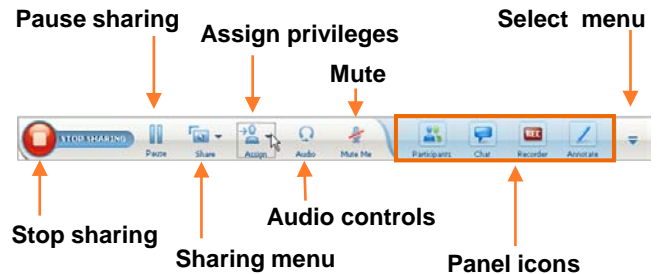 Pause sharing
Assign privileges
Select menu
Mute
STOP SHARING
Pause
Share
Assign
Audio
Mute Me
Participants
Chat
REC
Recorder
Annotate
Audio controls
Stop sharing
Sharing menu
Panel icons